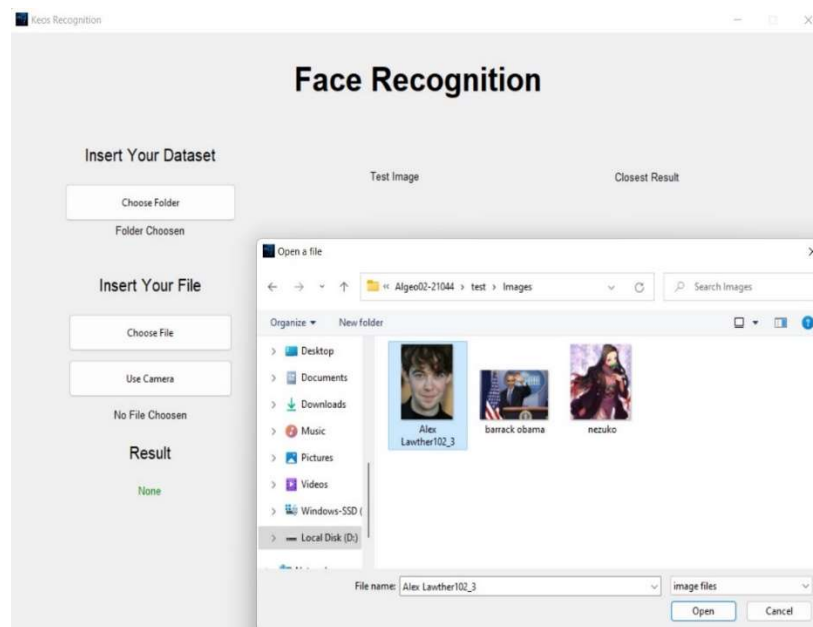 Keos Recognition
Face Recognition
Insert Your Dataset
Test Image
Closest Result
Choose Folder
Folder Choosen
Insert Your File
Choose File
Use Camera
No File Choosen
Result
None
Open a file
« Algeo02-21044 > test > Images
Search Images
Organize
New folder
Desktop
Documents
Downloads
Music
Pictures
Videos
Windows-SSD (
Local Disk (D:)
Alex
Lawther102_3
barrack obama
nezuko
File name: Alex Lawther102_3
image files
Open
Cancel